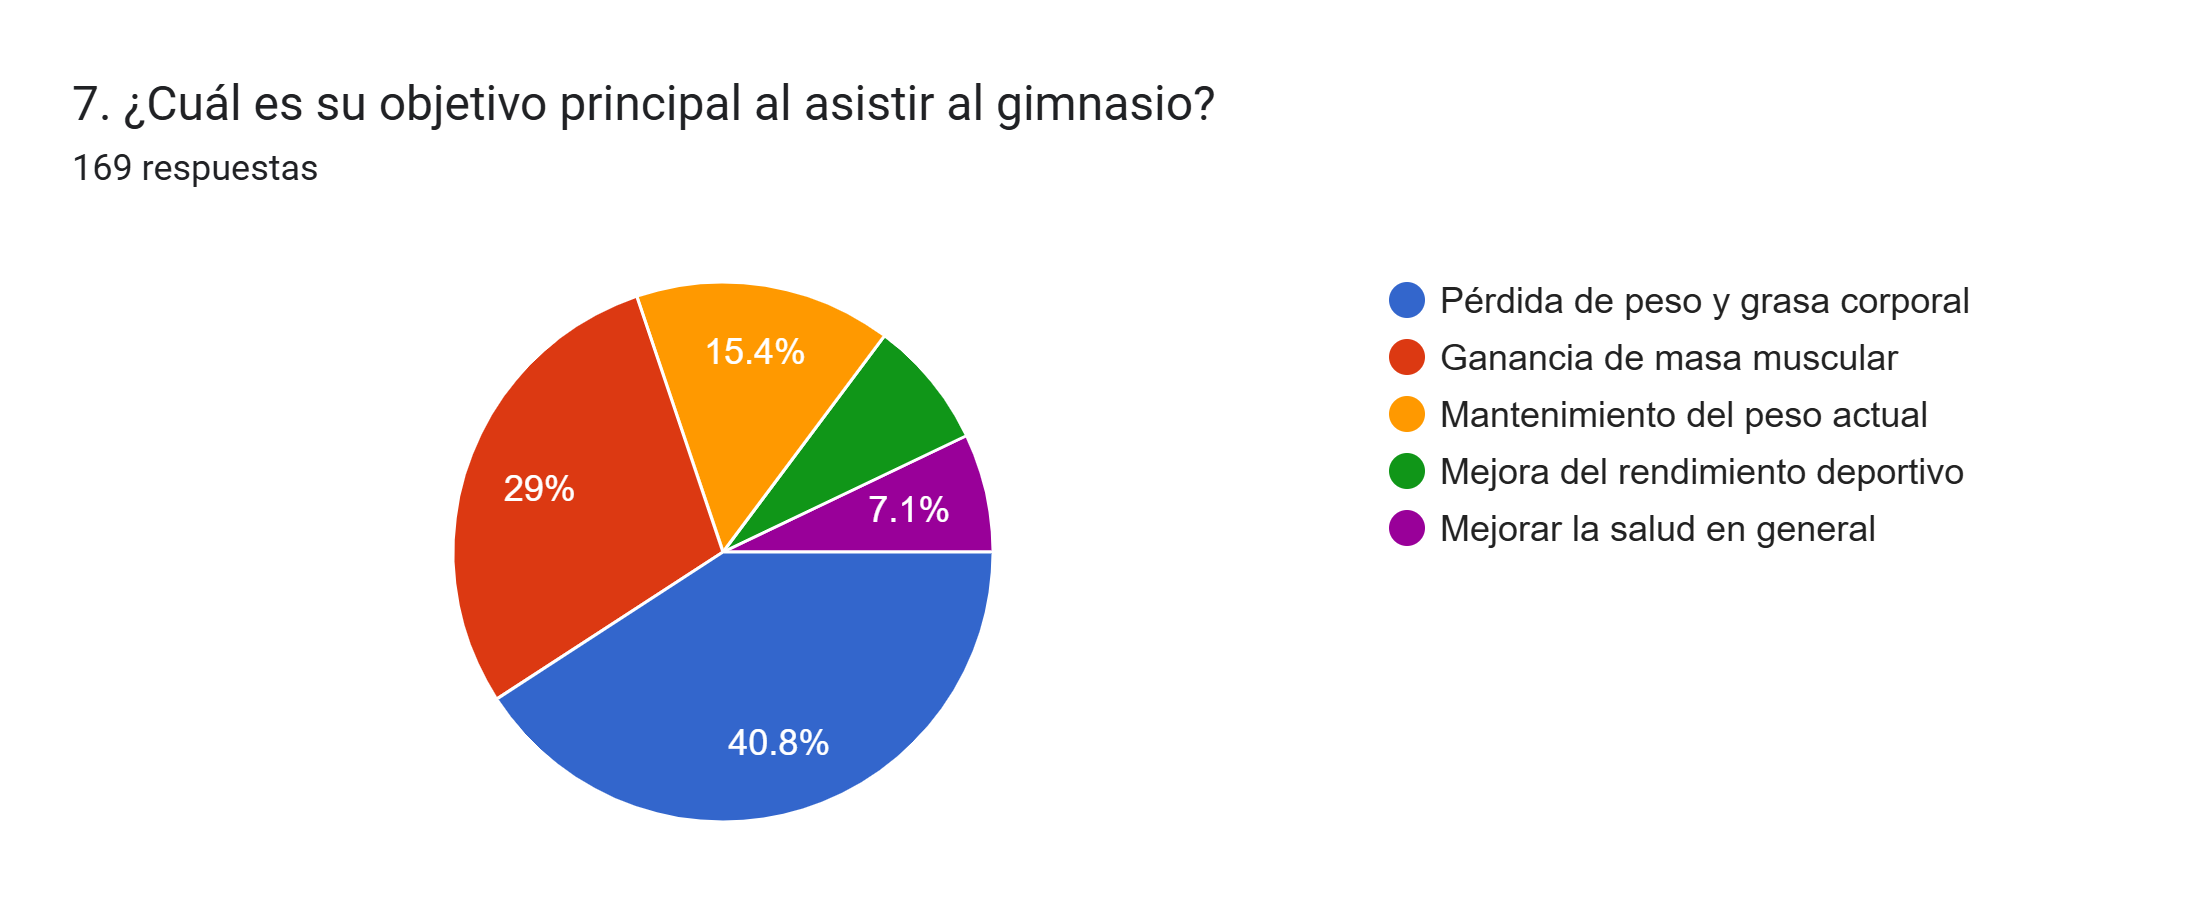 7. ¿Cuál es su objetivo principal al asistir al gimnasio?
169 respuestas
Pérdida de peso y grasa corporal
Ganancia de masa muscular
Mantenimiento del peso actual
Mejora del rendimiento deportivo
Mejorar la salud en general
15.4%
29%
7.1%
40.8%